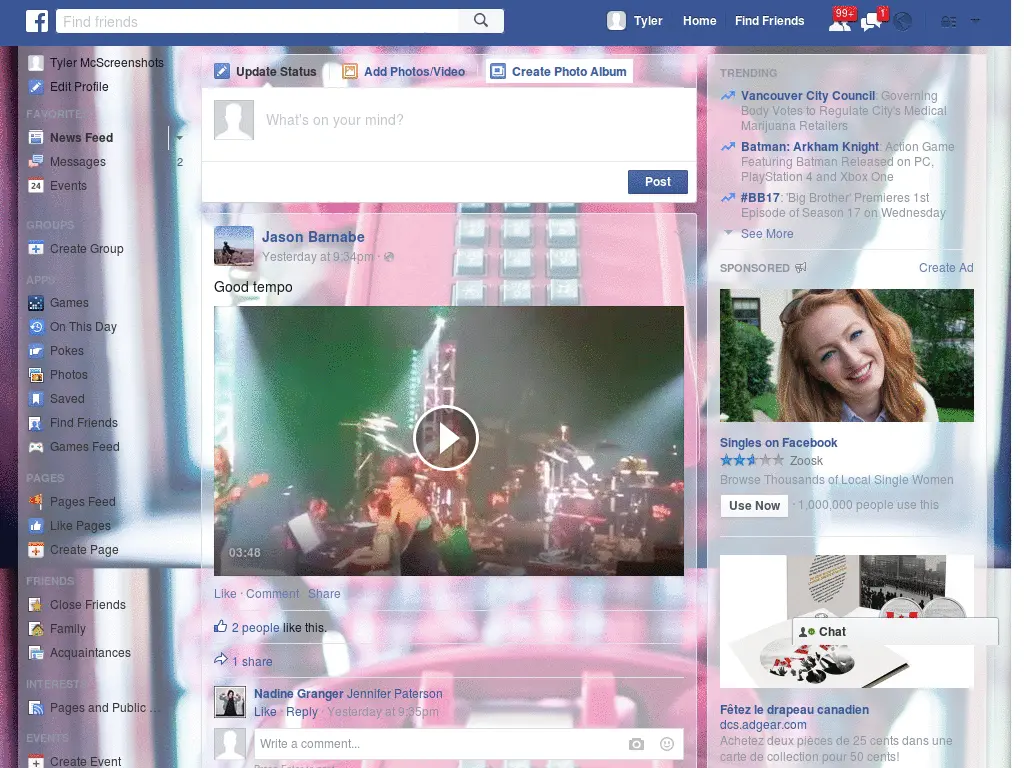 Find friends
Tyler
Home
Find Friends
99+
1
Tyler McScreenshots
Edit Profile
FAVORITES
News Feed
Messages
2
24
Events
GROUPS
Create Group
APPS
Games
On This Day
Pokes
Photos
Saved
Find Friends
Games Feed
PAGES
Pages Feed
Like Pages
Create Page
FRIENDS
Close Friends
Family
Acquaintances
INTERESTS
Pages and Public ...
EVENTS
Create Event
Update Status
Add Photos/Video
Create Photo Album
What's on your mind?
Post
Jason Barnabe
Yesterday at 9:34pm ·
Good tempo
03:48
Like · Comment · Share
2 people like this.
1 share
Nadine Granger Jennifer Paterson
Like · Reply · Yesterday at 9:35pm
Write a comment...
TRENDING
Vancouver City Council: Governing
Body Votes to Regulate City's Medical
Marijuana Retailers
Batman: Arkham Knight: Action Game
Featuring Batman Released on PC,
PlayStation 4 and Xbox One
#BB17: 'Big Brother' Premieres 1st
Episode of Season 17 on Wednesday
See More
SPONSORED
Create Ad
Singles on Facebook
Zoosk
Browse Thousands of Local Single Women
Use Now
· 1,000,000 people use this
Chat
Fêtez le drapeau canadien
dcs.adgear.com
Achetez deux pièces de 25 cents dans une
carte de collection pour 50 cents!